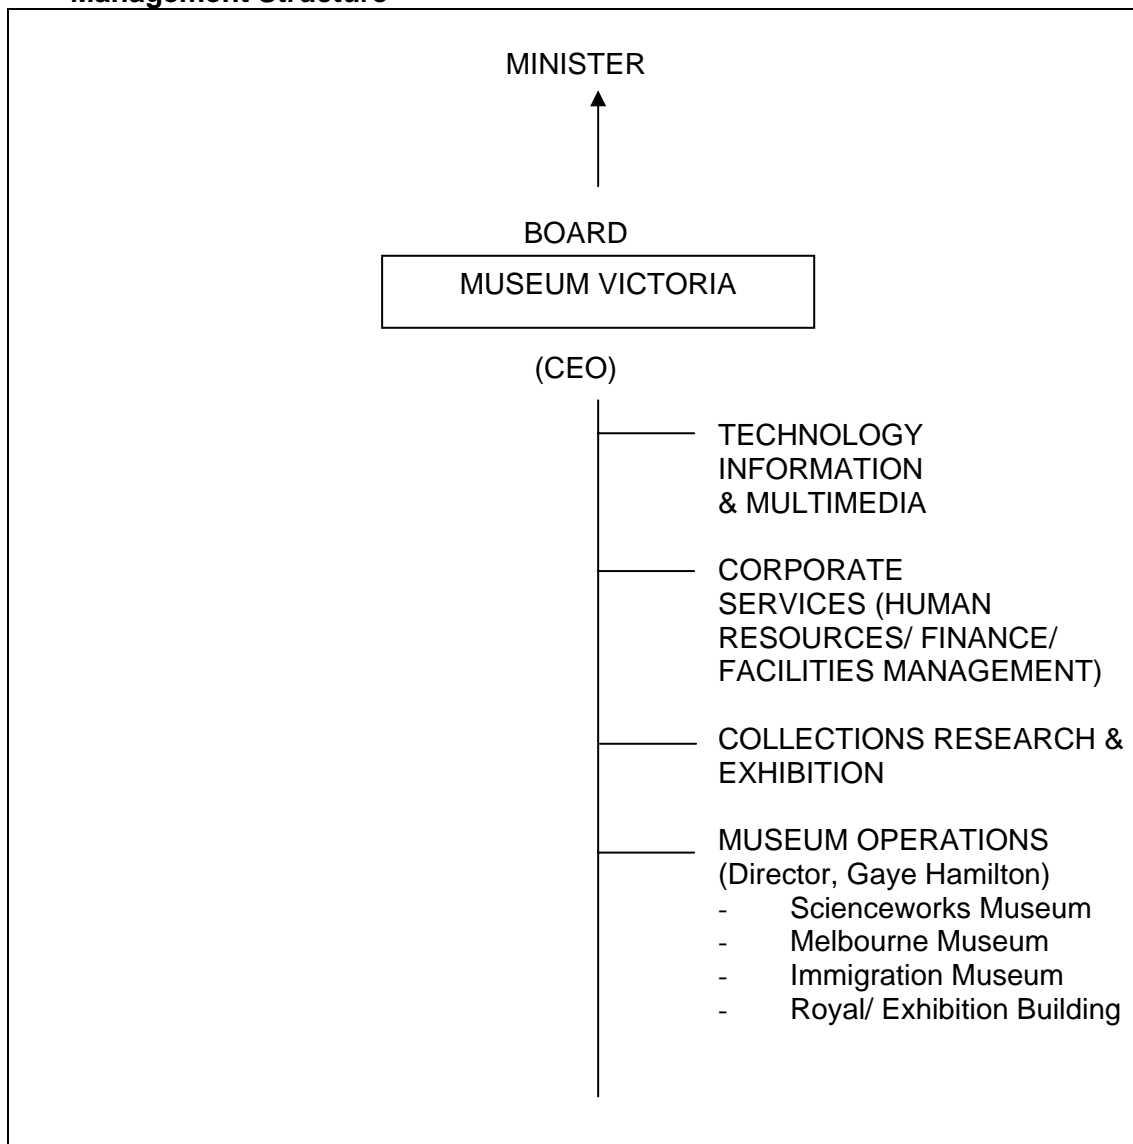 Management Structure
MINISTER
BOARD
MUSEUM VICTORIA
(CEO)
TECHNOLOGY
INFORMATION
& MULTIMEDIA
CORPORATE
SERVICES (HUMAN
RESOURCES/ FINANCE/
FACILITIES MANAGEMENT)
COLLECTIONS RESEARCH &
EXHIBITION
MUSEUM OPERATIONS
(Director, Gaye Hamilton)
- Scienceworks Museum
- Melbourne Museum
- Immigration Museum
- Royal/ Exhibition Building